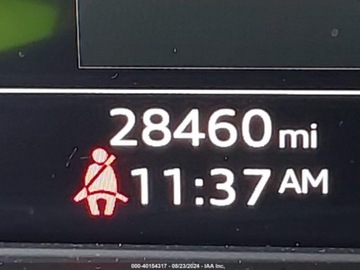 28460 mi
11:37 AM
000-40154317 - 08/23/2024 - IAA Inc.